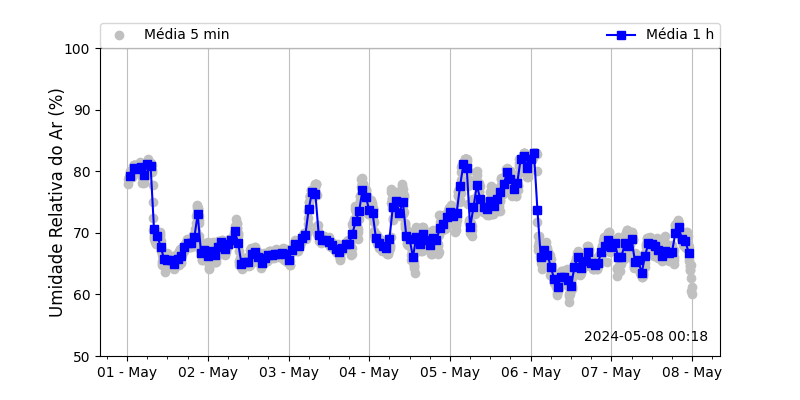 Média 5 min    Média 1 h
100
90
80
70
60
50
Umidade Relativa do Ar (%)
2024-05-08 00:18
01 - May    02 - May    03 - May    04 - May    05 - May    06 - May    07 - May    08 - May